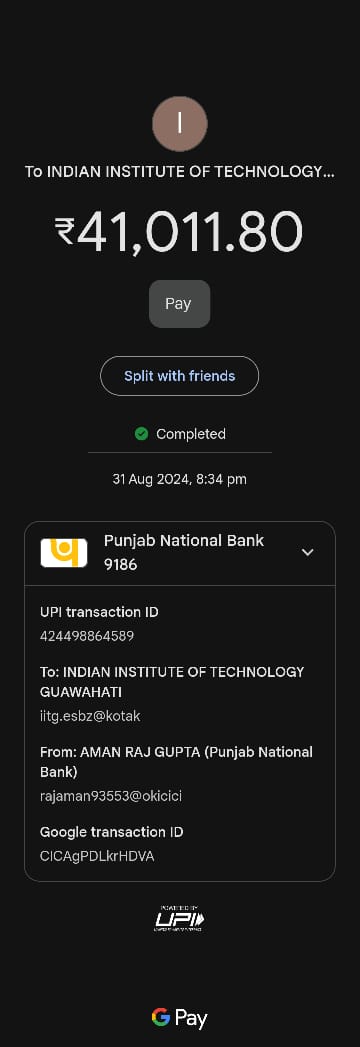 I
To INDIAN INSTITUTE OF TECHNOLOGY...
₹41,011.80
Pay
Split with friends
Completed
31 Aug 2024, 8:34 pm
Punjab National Bank
9186
UPI transaction ID
424498864589
To: INDIAN INSTITUTE OF TECHNOLOGY
GUAWAHATI
iitg.esbz@kotak
From: AMAN RAJ GUPTA (Punjab National
Bank)
rajaman93553@okicici
Google transaction ID
CICAgPDLkrHDVA
POWERED BY
UPI
G Pay